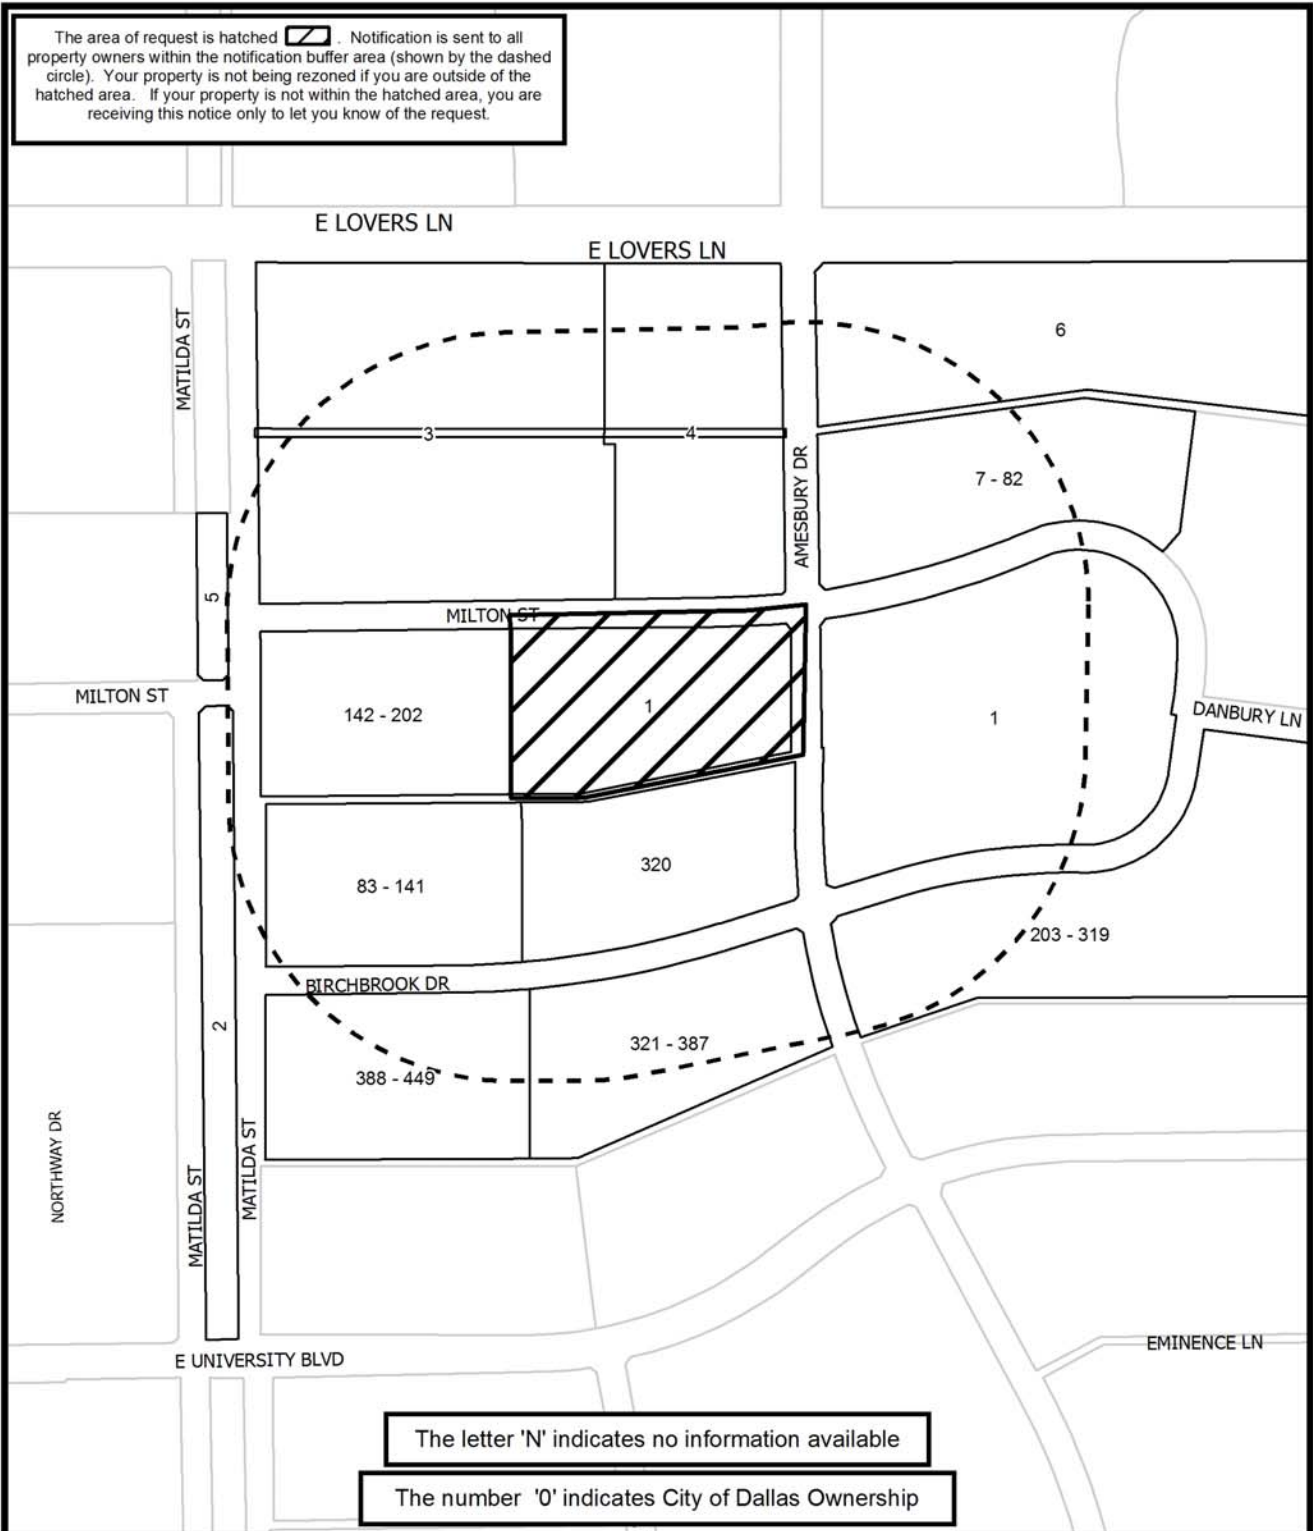 The area of request is hatched . Notification is sent to all
property owners within the notification buffer area (shown by the dashed
circle). Your property is not being rezoned if you are outside of the
hatched area. If your property is not within the hatched area, you are
receiving this notice only to let you know of the request.
E LOVERS LN
E LOVERS LN
MATILDA ST
6
3
4
AMESBURY DR
7 - 82
5
MILTON ST
MILTON ST
142 - 202
1
1
DANBURY LN
83 - 141
320
203 - 319
BIRCHBROOK DR
2
321 - 387
388 - 449
NORTHWAY DR
MATILDA ST
MATILDA ST
E UNIVERSITY BLVD
EMINENCE LN
The letter 'N' indicates no information available
The number '0' indicates City of Dallas Ownership